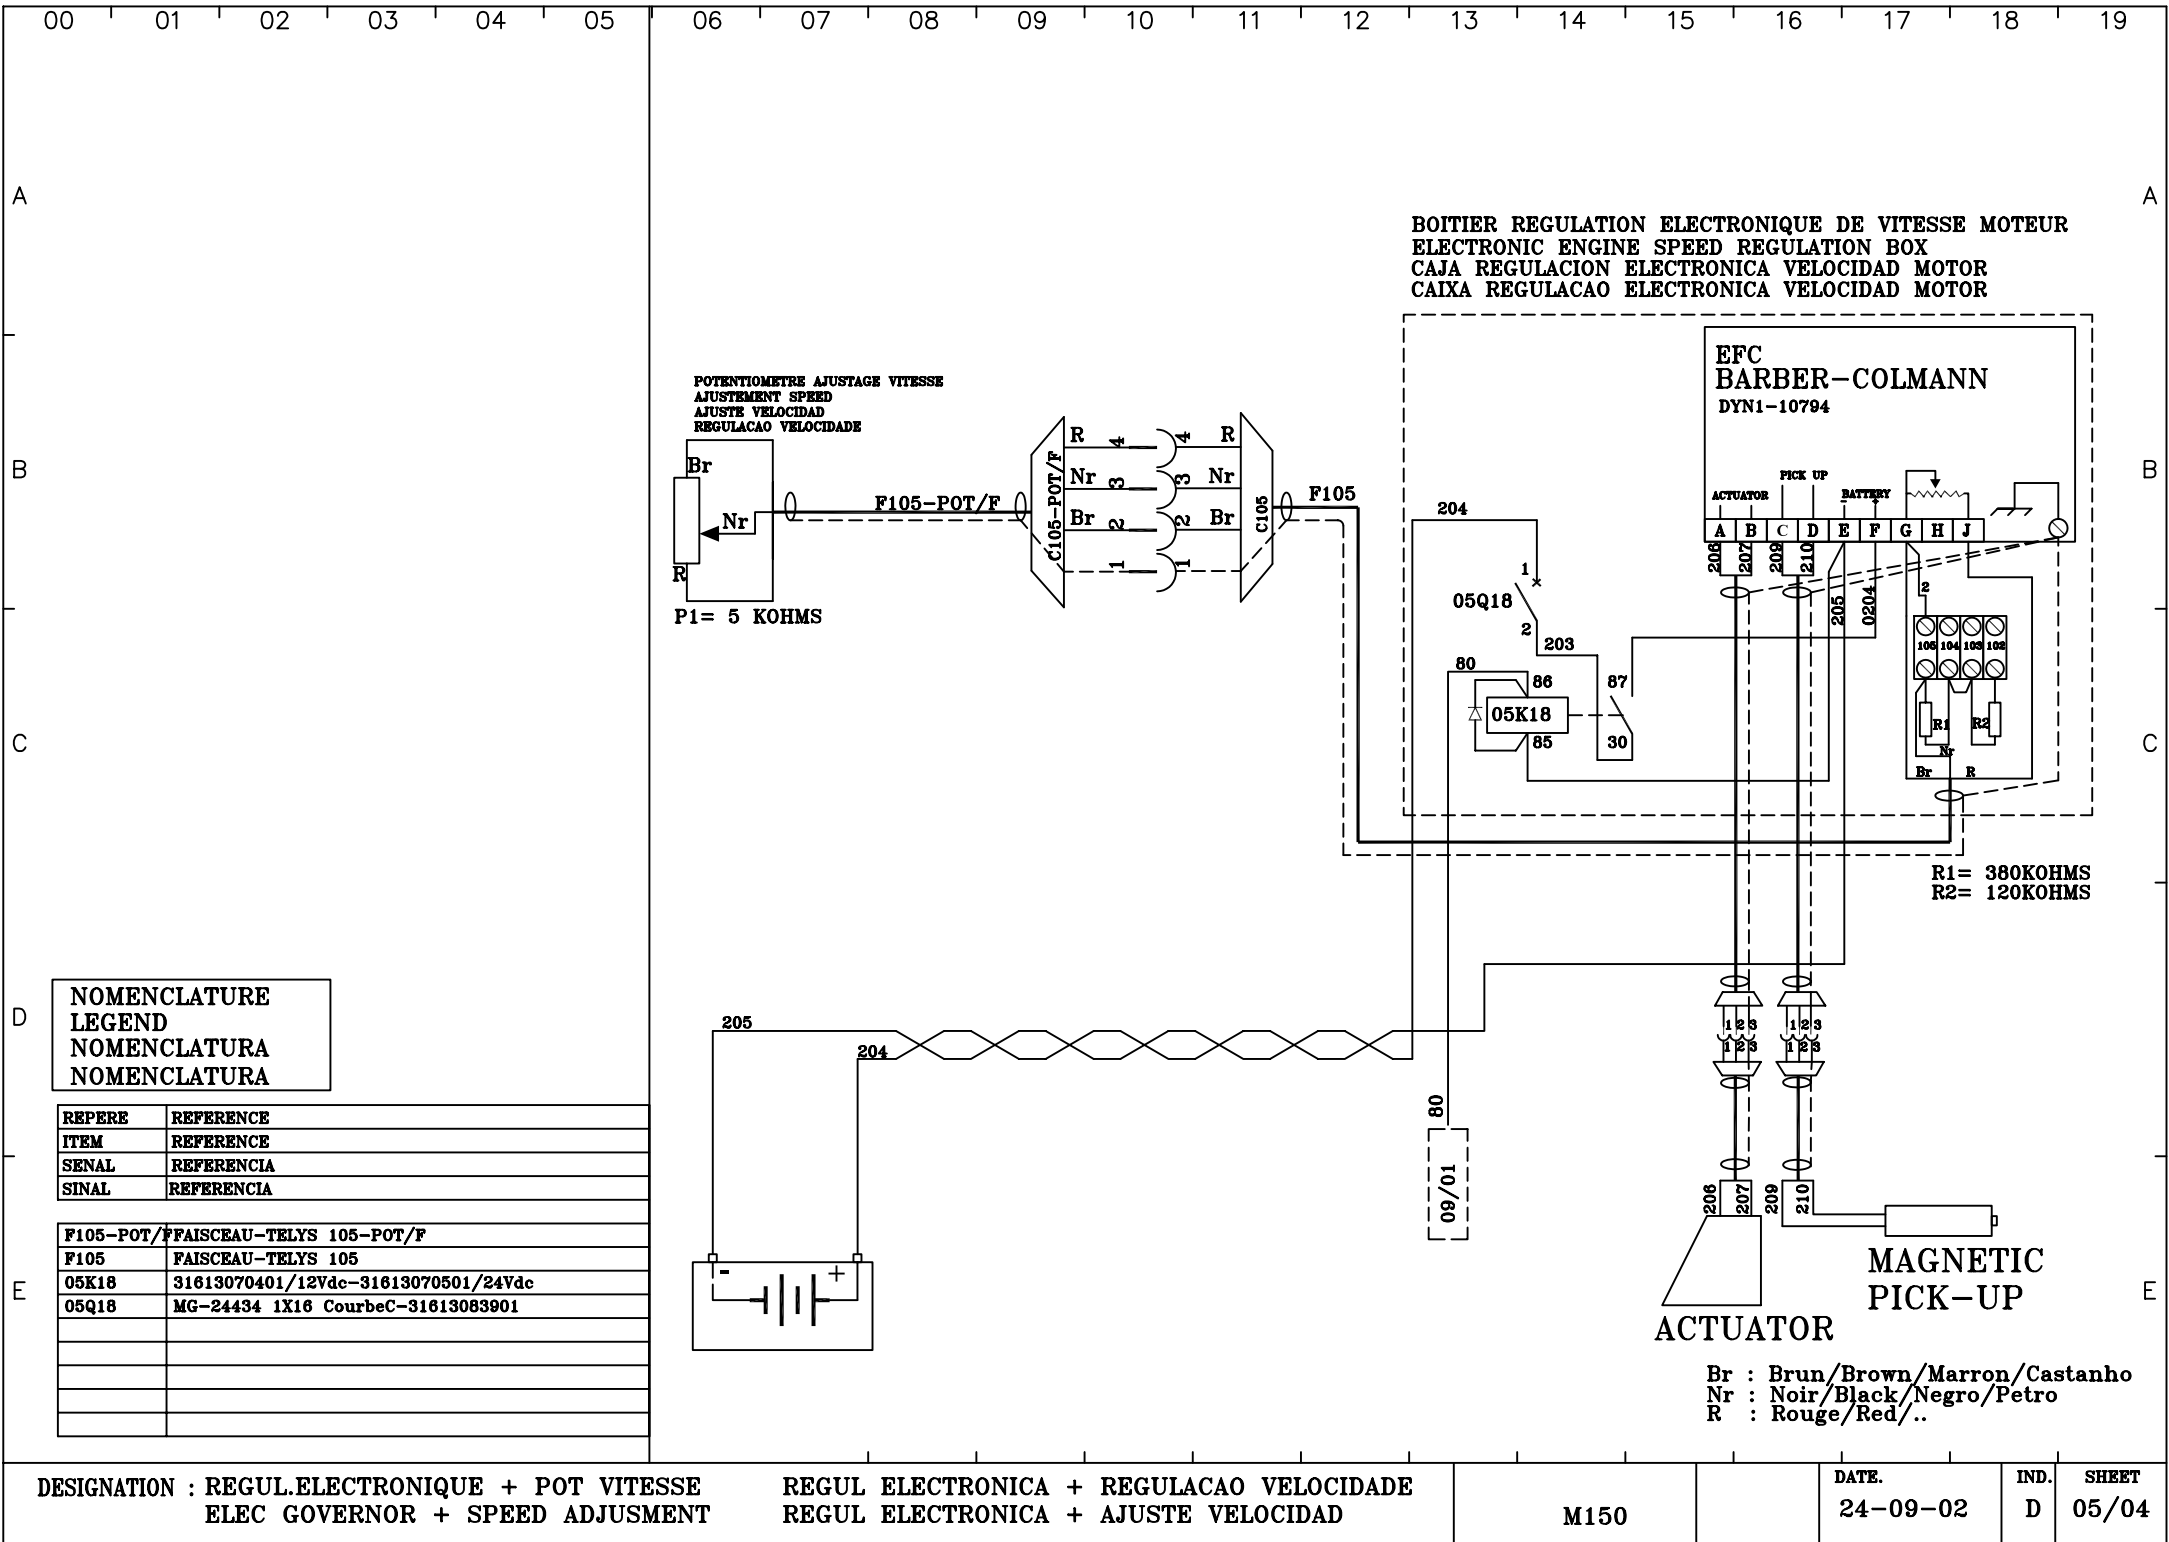 00 01 02 03 04 05 06 07 08 09 10 11 12 13 14 15 16 17 18 19
A A
BOITIER REGULATION ELECTRONIQUE DE VITESSE MOTEUR
ELECTRONIC ENGINE SPEED REGULATION BOX
CAJA REGULACION ELECTRONICA VELOCIDAD MOTOR
CAIXA REGULACAO ELECTRONICA VELOCIDAD MOTOR
EFC
BARBER-COLMANN
DYN1-10794
POTENTIOMETRE AJUSTAGE VITESSE
AJUSTEMENT SPEED
AJUSTE VELOCIDAD
REGULACAO VELOCIDADE
B B
Br
Nr
R
P1= 5 KOHMS
F105-POT/F
C105-POT/F
R 4 4 R
Nr 3 3 Nr
Br 2 2 Br
1 1
C105
F105
PICK UP
ACTUATOR
- BATTERY +
A B C D E F G H J
206 207 209 210
205 0204
2
204
1
05Q18
2
203
80
86 87
05K18
85 30
105 104 103 102
R1 R2
Nr
Br R
C C
R1= 380KOHMS
R2= 120KOHMS
NOMENCLATURE
LEGEND
NOMENCLATURA
NOMENCLATURA
D D
205
204
1 2 3 1 2 3
1 2 3 1 2 3
80
09/01
206 207 209 210
REPERE REFERENCE
ITEM REFERENCE
SENAL REFERENCIA
SINAL REFERENCIA
F105-POT/F FAISCEAU-TELYS 105-POT/F
F105 FAISCEAU-TELYS 105
05K18 31613070401/12Vdc-31613070501/24Vdc
05Q18 MG-24434 1X16 CourbeC-31613083901
E E
- +
MAGNETIC
PICK-UP
ACTUATOR
Br : Brun/Brown/Marron/Castanho
Nr : Noir/Black/Negro/Petro
R : Rouge/Red/..
DESIGNATION : REGUL.ELECTRONIQUE + POT VITESSE REGUL ELECTRONICA + REGULACAO VELOCIDADE
ELEC GOVERNOR + SPEED ADJUSMENT REGUL ELECTRONICA + AJUSTE VELOCIDAD
M150
DATE. IND. SHEET
24-09-02 D 05/04